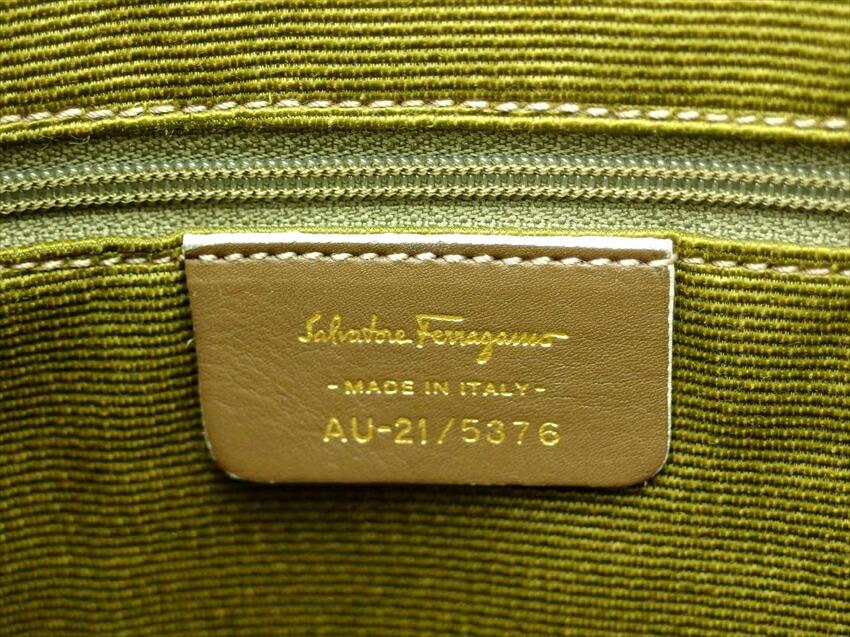 Salvatore Ferragamo
- MADE IN ITALY -
AU-21/5376